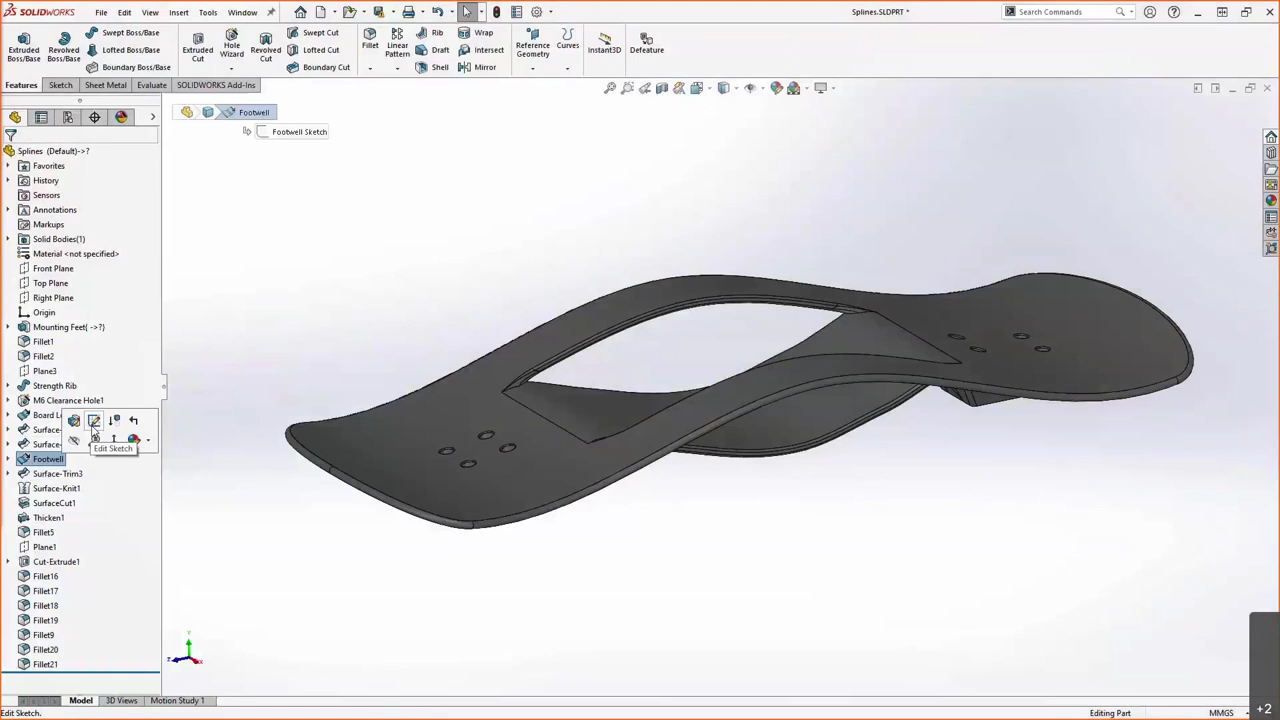 SOLIDWORKS File Edit View Insert Tools Window Splines.SLDPRT * Search Commands
Extruded Boss/Base
Revolved Boss/Base
Swept Boss/Base
Lofted Boss/Base
Boundary Boss/Base
Extruded Cut
Hole Wizard
Revolved Cut
Swept Cut
Lofted Cut
Boundary Cut
Fillet
Linear Pattern
Rib
Draft
Shell
Wrap
Intersect
Mirror
Reference Geometry
Curves
Instant3D
Defeature
Features Sketch Sheet Metal Evaluate SOLIDWORKS Add-Ins
Footwell
Footwell Sketch
Splines (Default)->?
Favorites
History
Sensors
Annotations
Markups
Solid Bodies(1)
Material <not specified>
Front Plane
Top Plane
Right Plane
Origin
Mounting Feet{ ->?}
Fillet1
Fillet2
Plane3
Strength Rib
M6 Clearance Hole1
Board L
Surface-
Surface-
Edit Sketch
Footwell
Surface-Trim3
Surface-Knit1
SurfaceCut1
Thicken1
Fillet5
Plane1
Cut-Extrude1
Fillet16
Fillet17
Fillet18
Fillet19
Fillet9
Fillet20
Fillet21
Y
Z
X
Model 3D Views Motion Study 1
Edit Sketch. Editing Part MMGS
+2